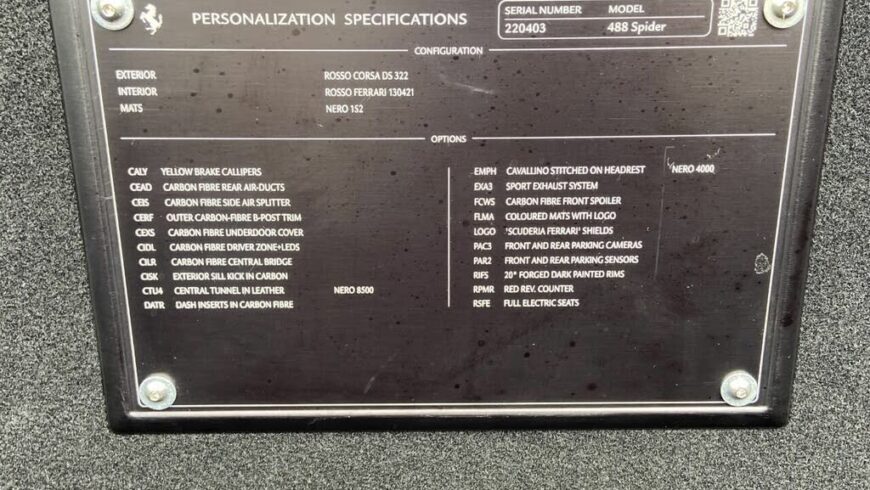 PERSONALIZATION SPECIFICATIONS
SERIAL NUMBER MODEL
220403 488 Spider
CONFIGURATION
EXTERIOR ROSSO CORSA DS 322
INTERIOR ROSSO FERRARI 130421
MATS NERO 152
OPTIONS
CALY YELLOW BRAKE CALLIPERS
CEAD CARBON FIBRE REAR AIR-DUCTS
CEIS CARBON FIBRE SIDE AIR SPLITTER
CERF OUTER CARBON-FIBRE B-POST TRIM
CEXS CARBON FIBRE UNDERDOOR COVER
CIDL CARBON FIBRE DRIVER ZONE+LEDS
CILR CARBON FIBRE CENTRAL BRIDGE
CISK EXTERIOR SILL KICK IN CARBON
CTU4 CENTRAL TUNNEL IN LEATHER NERO 8500
DATR DASH INSERTS IN CARBON FIBRE
EMPH CAVALLINO STITCHED ON HEADREST NERO 4000
EXA3 SPORT EXHAUST SYSTEM
FCWS CARBON FIBRE FRONT SPOILER
FLMA COLOURED MATS WITH LOGO
LOGO 'SCUDERIA FERRARI' SHIELDS
PAC3 FRONT AND REAR PARKING CAMERAS
PAR2 FRONT AND REAR PARKING SENSORS
RIFS 20" FORGED DARK PAINTED RIMS
RPMR RED REV. COUNTER
RSFE FULL ELECTRIC SEATS